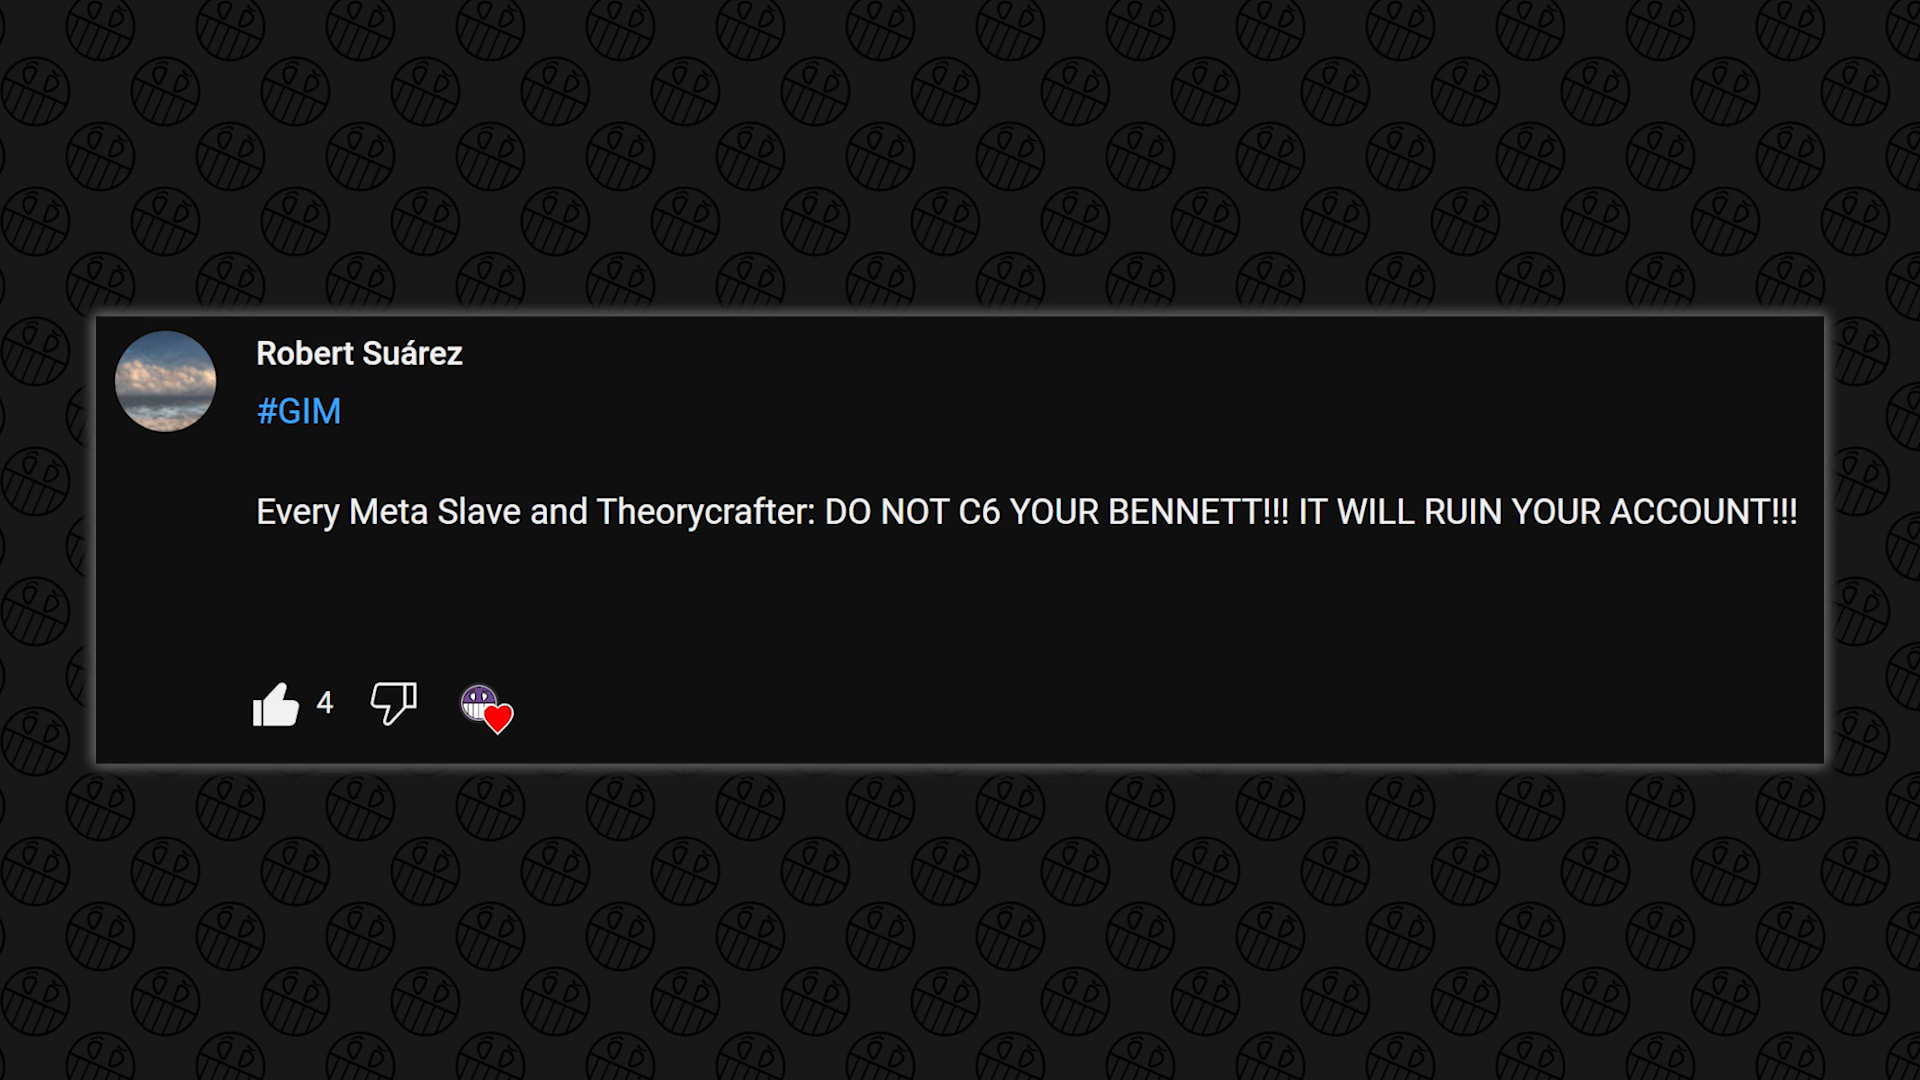 Robert Suárez
#GIM
Every Meta Slave and Theorycrafter: DO NOT C6 YOUR BENNETT!!! IT WILL RUIN YOUR ACCOUNT!!!
4